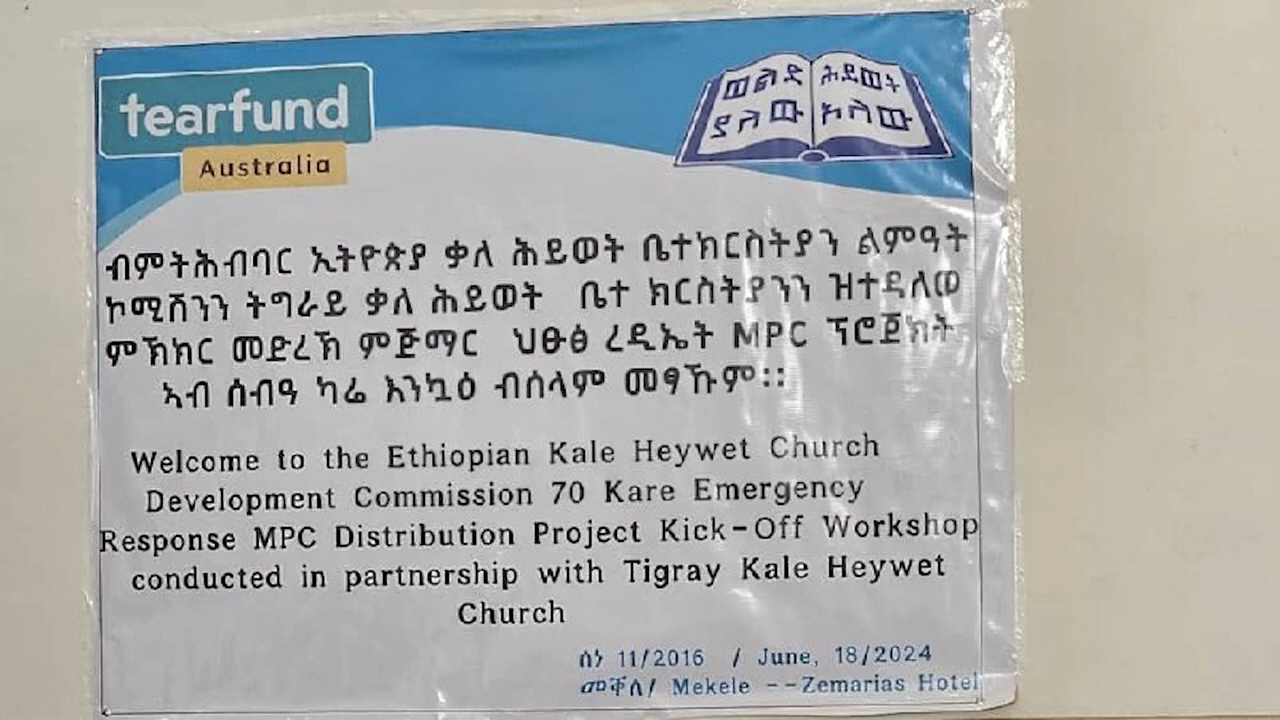 tearfund
Australia
ወልድ ሕይወት
ያለው አለው
ብምትሕብባር ኢትዮጵያ ቃለ ሕይወት ቤተክርስትያን ልምዓት
ኮሚሽንን ትግራይ ቃለ ሕይወት ቤተ ክርስትያንን ዝተዳለወ
ምኽክር መድረኽ ምጅማር ህፁፅ ረዲኤት MPC ፕሮጀክት
ኣብ ሰብዓ ካሬ እንኳዕ ብሰላም መፃኹም፡፡
Welcome to the Ethiopian Kale Heywet Church
Development Commission 70 Kare Emergency
Response MPC Distribution Project Kick-Off Workshop
conducted in partnership with Tigray Kale Heywet
Church
ሰነ 11/2016 / June, 18/2024
መቐለ/ Mekele --Zemarias Hotel